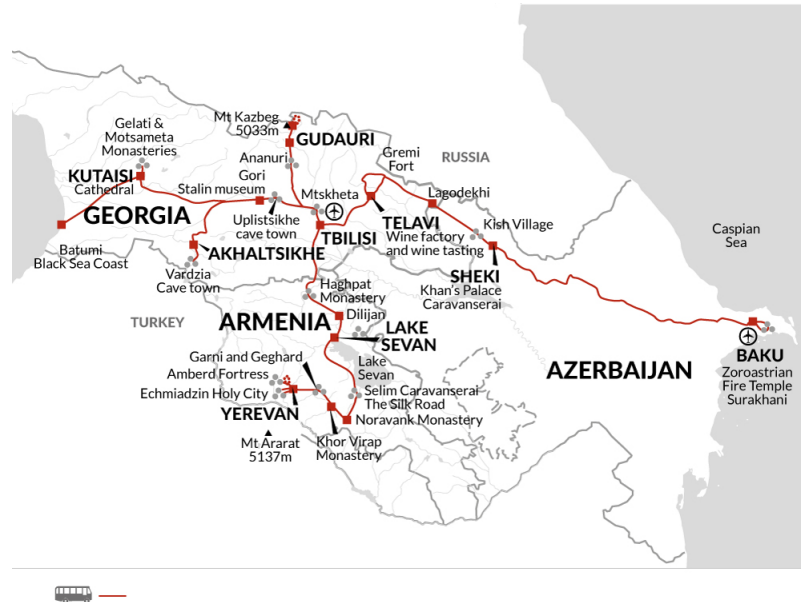 Mt Kazbeg
5033m
GUDAURI
Gelati &
Motsameta
Monasteries
KUTAISI
Cathedral
GEORGIA
Batumi
Black Sea Coast
Ananuri
Gori
Stalin museum
Uplistsikhe
cave town
Mtskheta
TBILISI
AKHALTSIKHE
Vardzia
Cave town
Gremi
Fort
RUSSIA
Lagodekhi
TELAVI
Wine factory
and wine tasting
Kish Village
SHEKI
Khan's Palace
Caravanserai
Caspian
Sea
TURKEY
Haghpat
Monastery
ARMENIA
Dilijan
LAKE
SEVAN
Lake
Sevan
Garni and Geghard
Amberd Fortress
Echmiadzin Holy City
YEREVAN
Mt Ararat
5137m
Khor Virap
Monastery
Selim Caravanserai
The Silk Road
Noravank Monastery
AZERBAIJAN
BAKU
Zoroastrian
Fire Temple
Surakhani